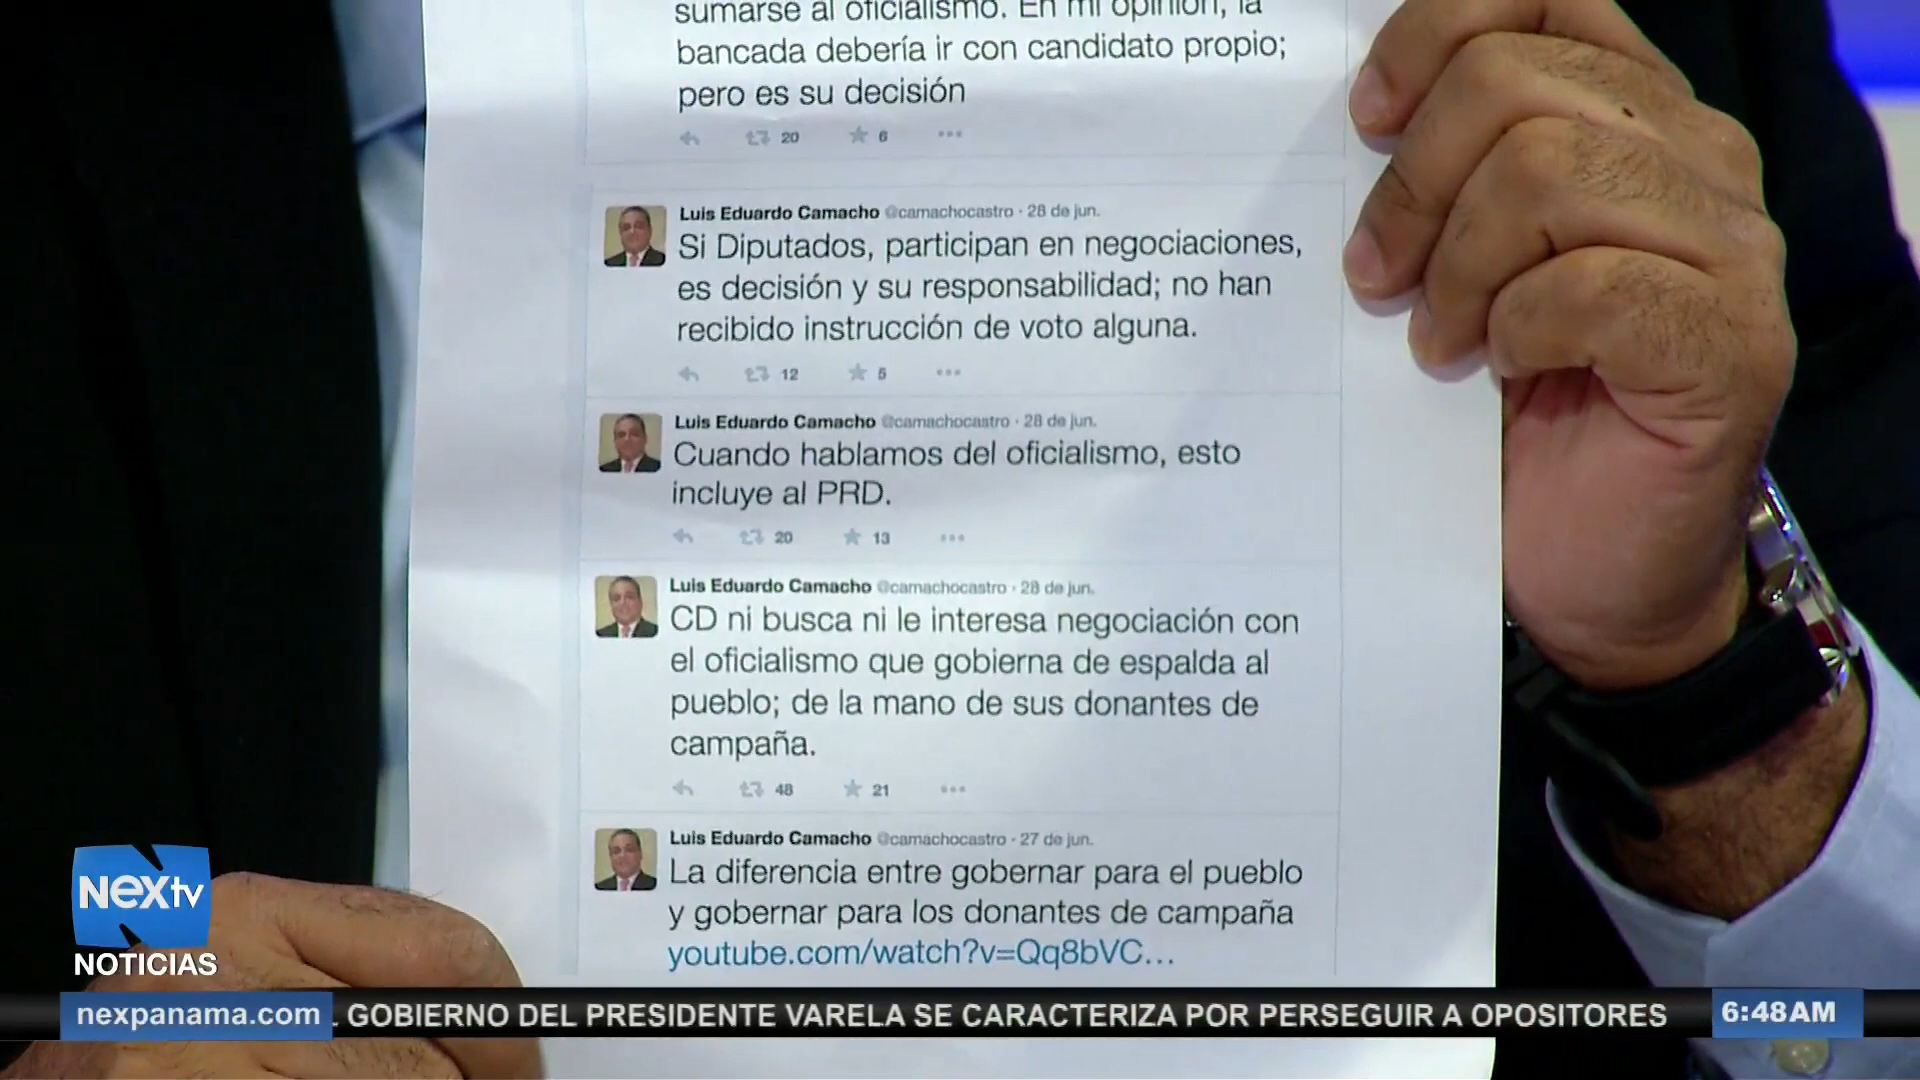 sumarse al oficialismo. En mi opinión, la
bancada debería ir con candidato propio;
pero es su decisión
20 6
Luis Eduardo Camacho @camachocastro · 28 de jun.
Si Diputados, participan en negociaciones,
es decisión y su responsabilidad; no han
recibido instrucción de voto alguna.
12 5
Luis Eduardo Camacho @camachocastro · 28 de jun.
Cuando hablamos del oficialismo, esto
incluye al PRD.
20 13
Luis Eduardo Camacho @camachocastro · 28 de jun.
CD ni busca ni le interesa negociación con
el oficialismo que gobierna de espalda al
pueblo; de la mano de sus donantes de
campaña.
48 21
Luis Eduardo Camacho @camachocastro · 27 de jun.
La diferencia entre gobernar para el pueblo
y gobernar para los donantes de campaña
youtube.com/watch?v=Qq8bVC...
NEXtv
NOTICIAS
nexpanama.com
GOBIERNO DEL PRESIDENTE VARELA SE CARACTERIZA POR PERSEGUIR A OPOSITORES
6:48AM